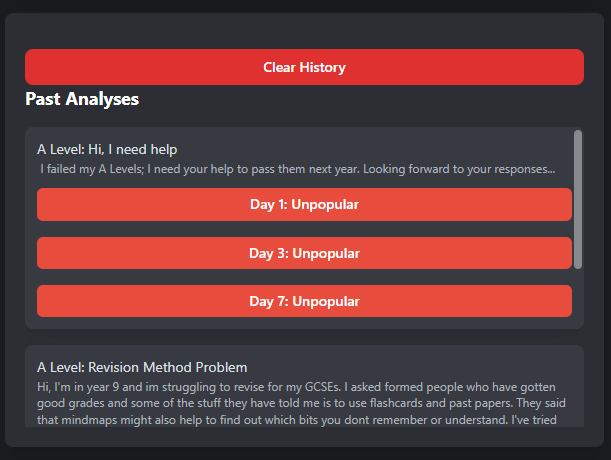 Clear History
Past Analyses
A Level: Hi, I need help
I failed my A Levels; I need your help to pass them next year. Looking forward to your responses...
Day 1: Unpopular
Day 3: Unpopular
Day 7: Unpopular
A Level: Revision Method Problem
Hi, I'm in year 9 and im struggling to revise for my GCSEs. I asked formed people who have gotten
good grades and some of the stuff they have told me is to use flashcards and past papers. They said
that mindmaps might also help to find out which bits you dont remember or understand. I've tried